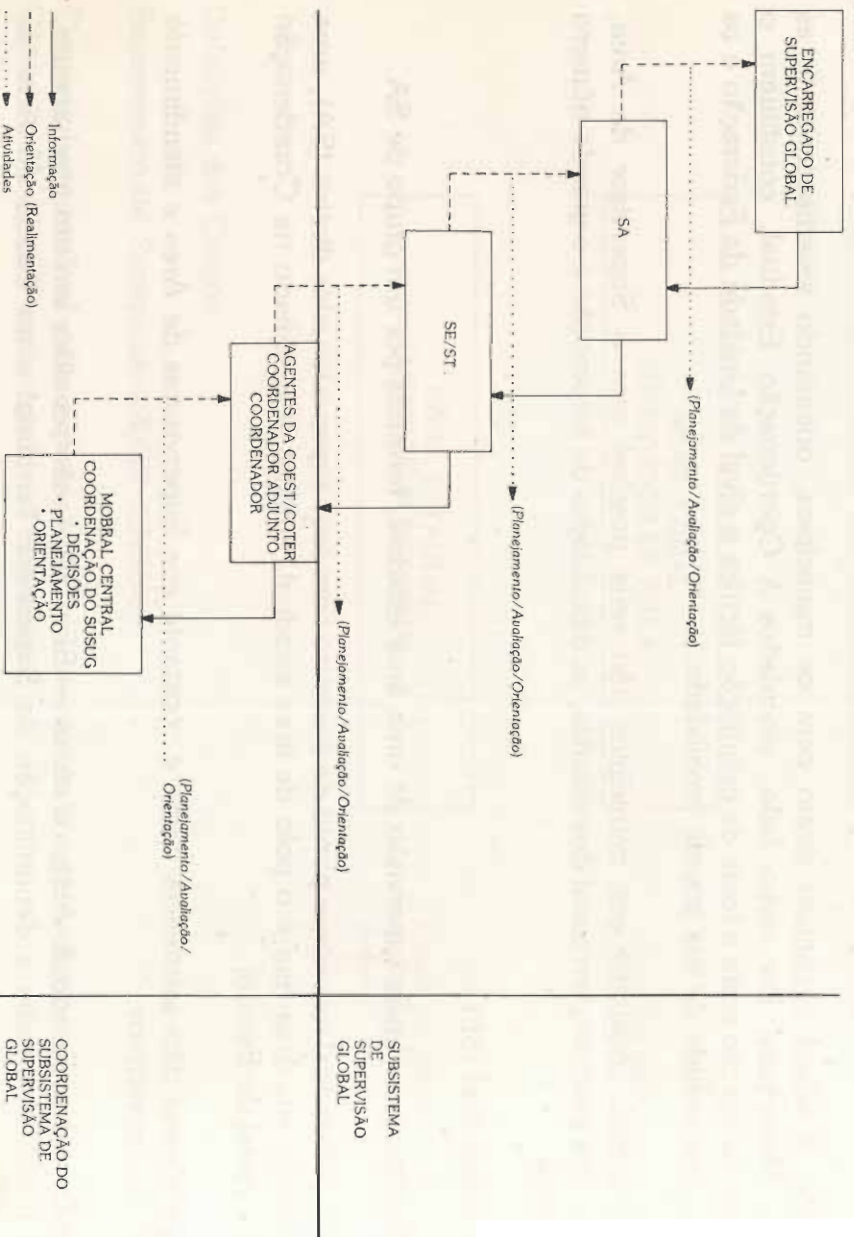 ENCARREGADO DE
SUPERVISÃO GLOBAL
(Planejamento/Avaliação/Orientação)
SA
(Planejamento/Avaliação/Orientação)
SE/ST.
(Planejamento/Avaliação/Orientação)
AGENTES DA COEST/COTER
COORDENADOR ADJUNTO
COORDENADOR
(Planejamento/Avaliação/
Orientação)
MOBRAL CENTRAL
COORDENAÇÃO DO SUSUG
• DECISÕES
• PLANEJAMENTO
• ORIENTAÇÃO
SUBSISTEMA
DE
SUPERVISÃO
GLOBAL
COORDENAÇÃO DO
SUBSISTEMA DE
SUPERVISÃO
GLOBAL
Informação
Orientação (Realimentação)
Atividades